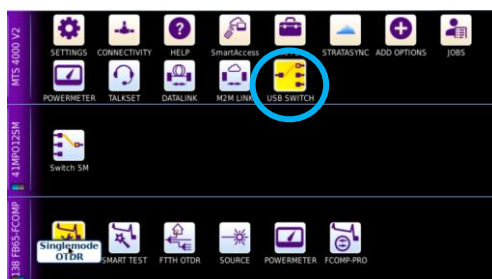 MTS 4000 V2
SETTINGS CONNECTIVITY HELP SmartAccess STRATASYNC ADD OPTIONS JOBS
POWERMETER TALKSET DATALINK M2M LINK USB SWITCH
41MPO12SM
Switch SM
138 FB65-FCOMP
Singlemode
OTDR
SMART TEST FTTH OTDR SOURCE POWERMETER FCOMP-PRO